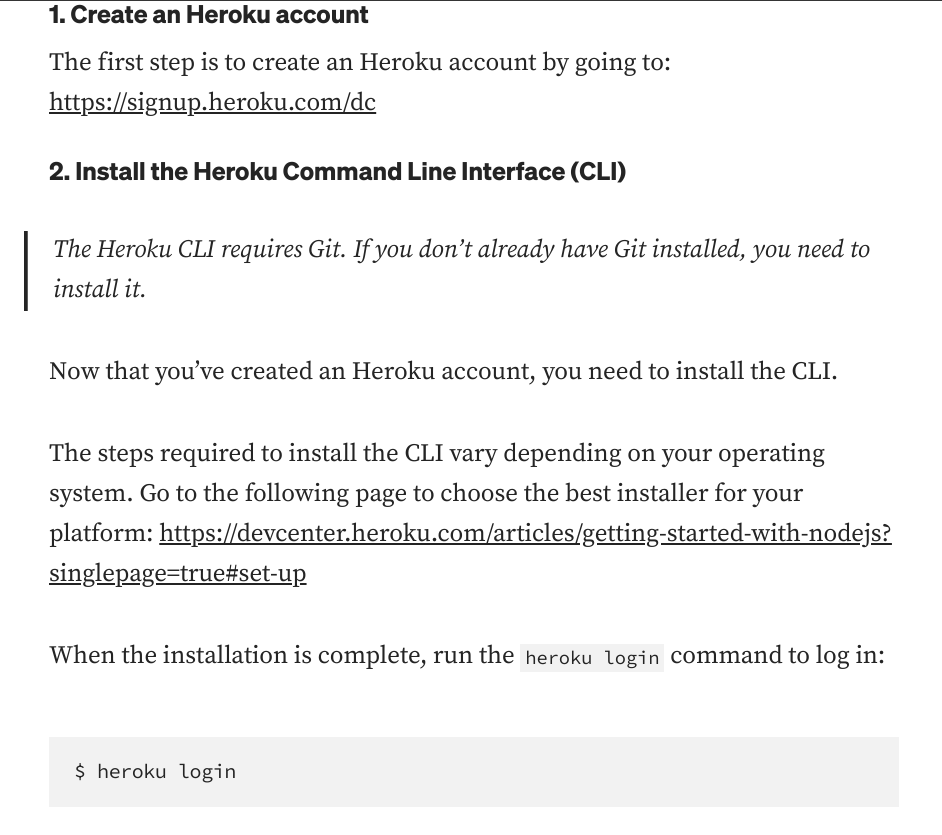 1. Create an Heroku account
The first step is to create an Heroku account by going to:
https://signup.heroku.com/dc
2. Install the Heroku Command Line Interface (CLI)
The Heroku CLI requires Git. If you don’t already have Git installed, you need to
install it.
Now that you’ve created an Heroku account, you need to install the CLI.
The steps required to install the CLI vary depending on your operating
system. Go to the following page to choose the best installer for your
platform: https://devcenter.heroku.com/articles/getting-started-with-nodejs?
singlepage=true#set-up
When the installation is complete, run the heroku login command to log in:
$ heroku login